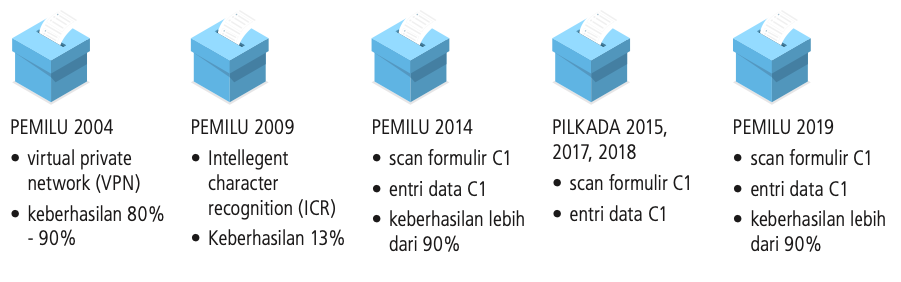 PEMILU 2004
• virtual private
network (VPN)
• keberhasilan 80%
- 90%
PEMILU 2009
• Intellegent
character
recognition (ICR)
• Keberhasilan 13%
PEMILU 2014
• scan formulir C1
• entri data C1
• keberhasilan lebih
dari 90%
PILKADA 2015,
2017, 2018
• scan formulir C1
• entri data C1
PEMILU 2019
• scan formulir C1
• entri data C1
• keberhasilan lebih
dari 90%